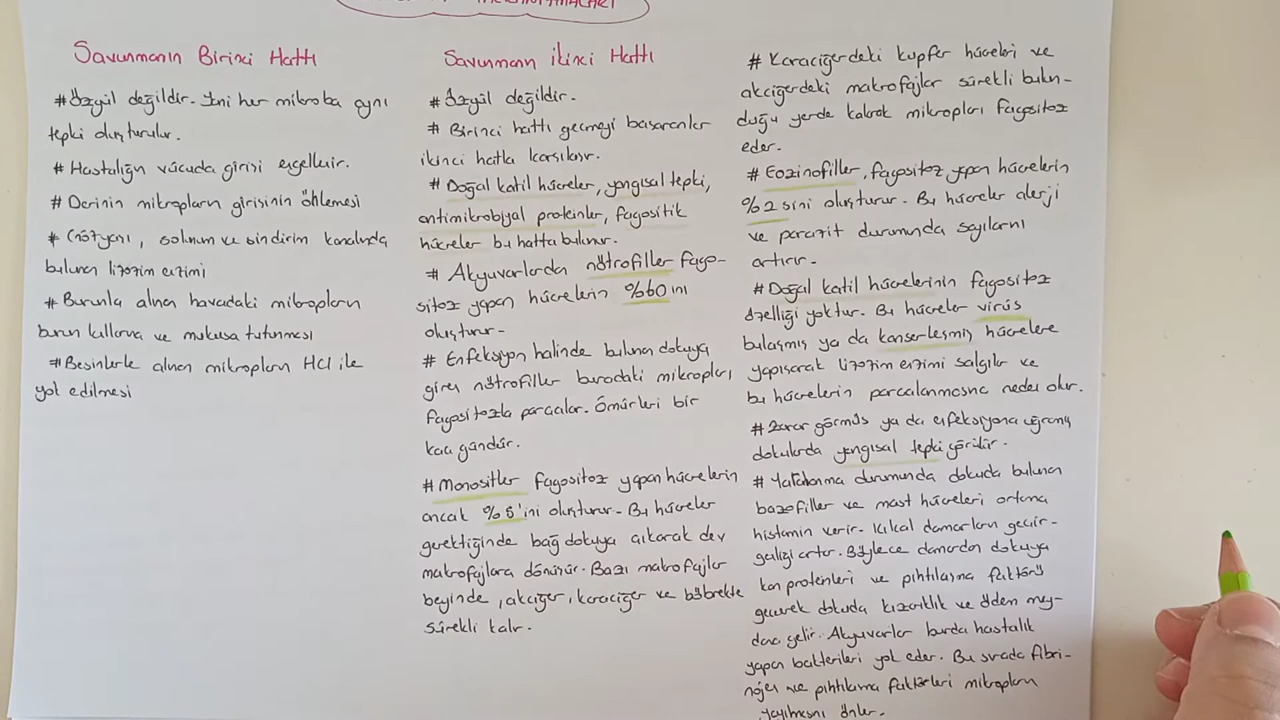 Savunmanın Birinci Hattı
#Özgül değildir. Yani her mikroba aynı
tepki oluşturulur.
#Hastalığın vücuda girişi engellenir.
#Derinin mikropların girişinin önlemesi
#Gözyaşı, solunum ve sindirim kanalında
bulunan lizozim enzimi
#Burunla alınan havadaki mikropların
burun kıllarına ve mukusa tutunması
#Besinlerle alınan mikropların HCl ile
yok edilmesi
Savunmanın İkinci Hattı
#Özgül değildir.
# Birinci hattı geçmeyi başaranlar
ikinci hatla karşılaşır.
#Doğal katil hücreler, yangısal tepki,
antimikrobiyal proteinler, fagositik
hücreler bu hatta bulunur.
# Akyuvarlarda nötrofiller fago-
sitoz yapan hücrelerin %60 ını
oluşturur-
# Enfeksiyon halinde bulunan dokuya
giren nötrofiller buradaki mikropları
fagositozla parçalar. Ömürleri bir
kaç gündür.
#Monositler fagositoz yapan hücrelerin
ancak %5'ini oluşturur- Bu hücreler
gerektiğinde bağ dokuya çıkarak dev
makrofajlara dönüşür. Bazı makrofajlar
beyinde, akciğer, karaciğer ve böbrekte
sürekli kalır.
# Karaciğerdeki kupfer hücreleri ve
akciğerdeki makrofajlar sürekli bulun-
duğu yerde kalarak mikropları fagositoz
eder.
#Eozinofiller, fagositoz yapan hücrelerin
%2 sini oluşturur. Bu hücreler alerji
ve parazit durumunda sayılarını
artırır.
#Doğal katil hücrelerinin fagositoz
özelliği yoktur. Bu hücreler virüs
bulaşmış ya da kanserleşmiş hücrelere
yapışarak lizozim enzimi salgılar ve
bu hücrelerin parçalanmasına neden olur.
#Zarar görmüş ya da enfeksiyona uğramış
dokularda yangısal tepki görülür.
# Yaralanma durumunda dokuda bulunan
bazofiller ve mast hücreleri ortama
histamin verir- Kılcal damarların geçir-
genliği artar. Böylece damardan dokuya
kan proteinleri ve pıhtılaşma faktörü
geçerek dokuda kızarıklık ve ödem mey-
dana gelir. Akyuvarlar burda hastalık
yapan bakterileri yok eder. Bu sırada fibri-
nojen ve pıhtılaşma faktörleri mikropların
yayılmasını önler.